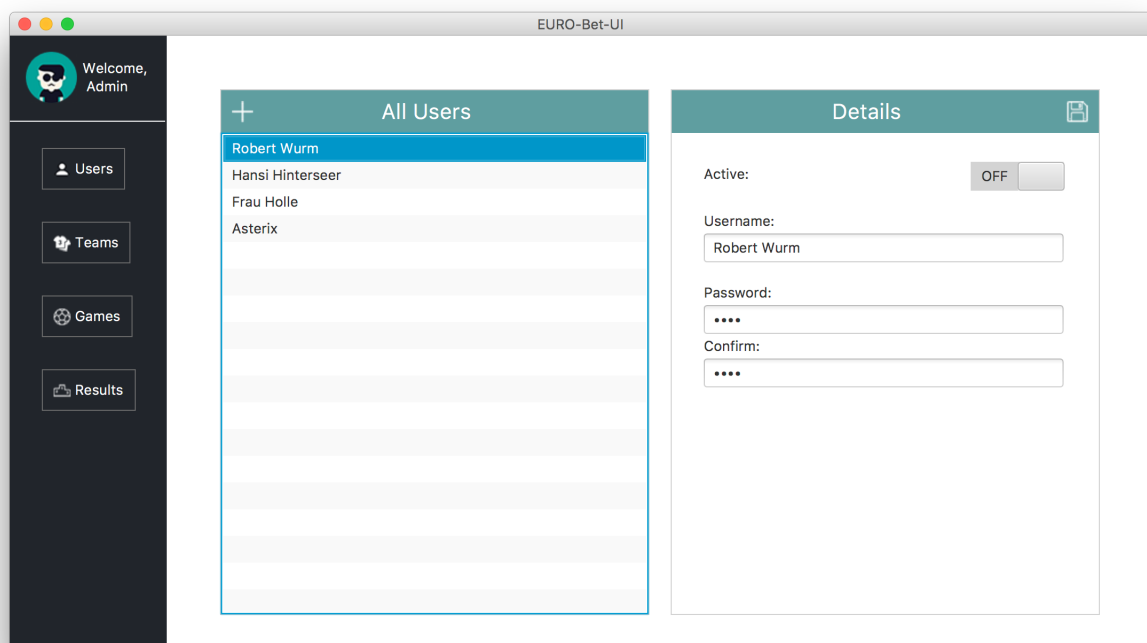 EURO-Bet-UI
Welcome,
Admin
Users
Teams
Games
Results
All Users
Robert Wurm
Hansi Hinterseer
Frau Holle
Asterix
Details
Active:
OFF
Username:
Robert Wurm
Password:
••••
Confirm:
••••